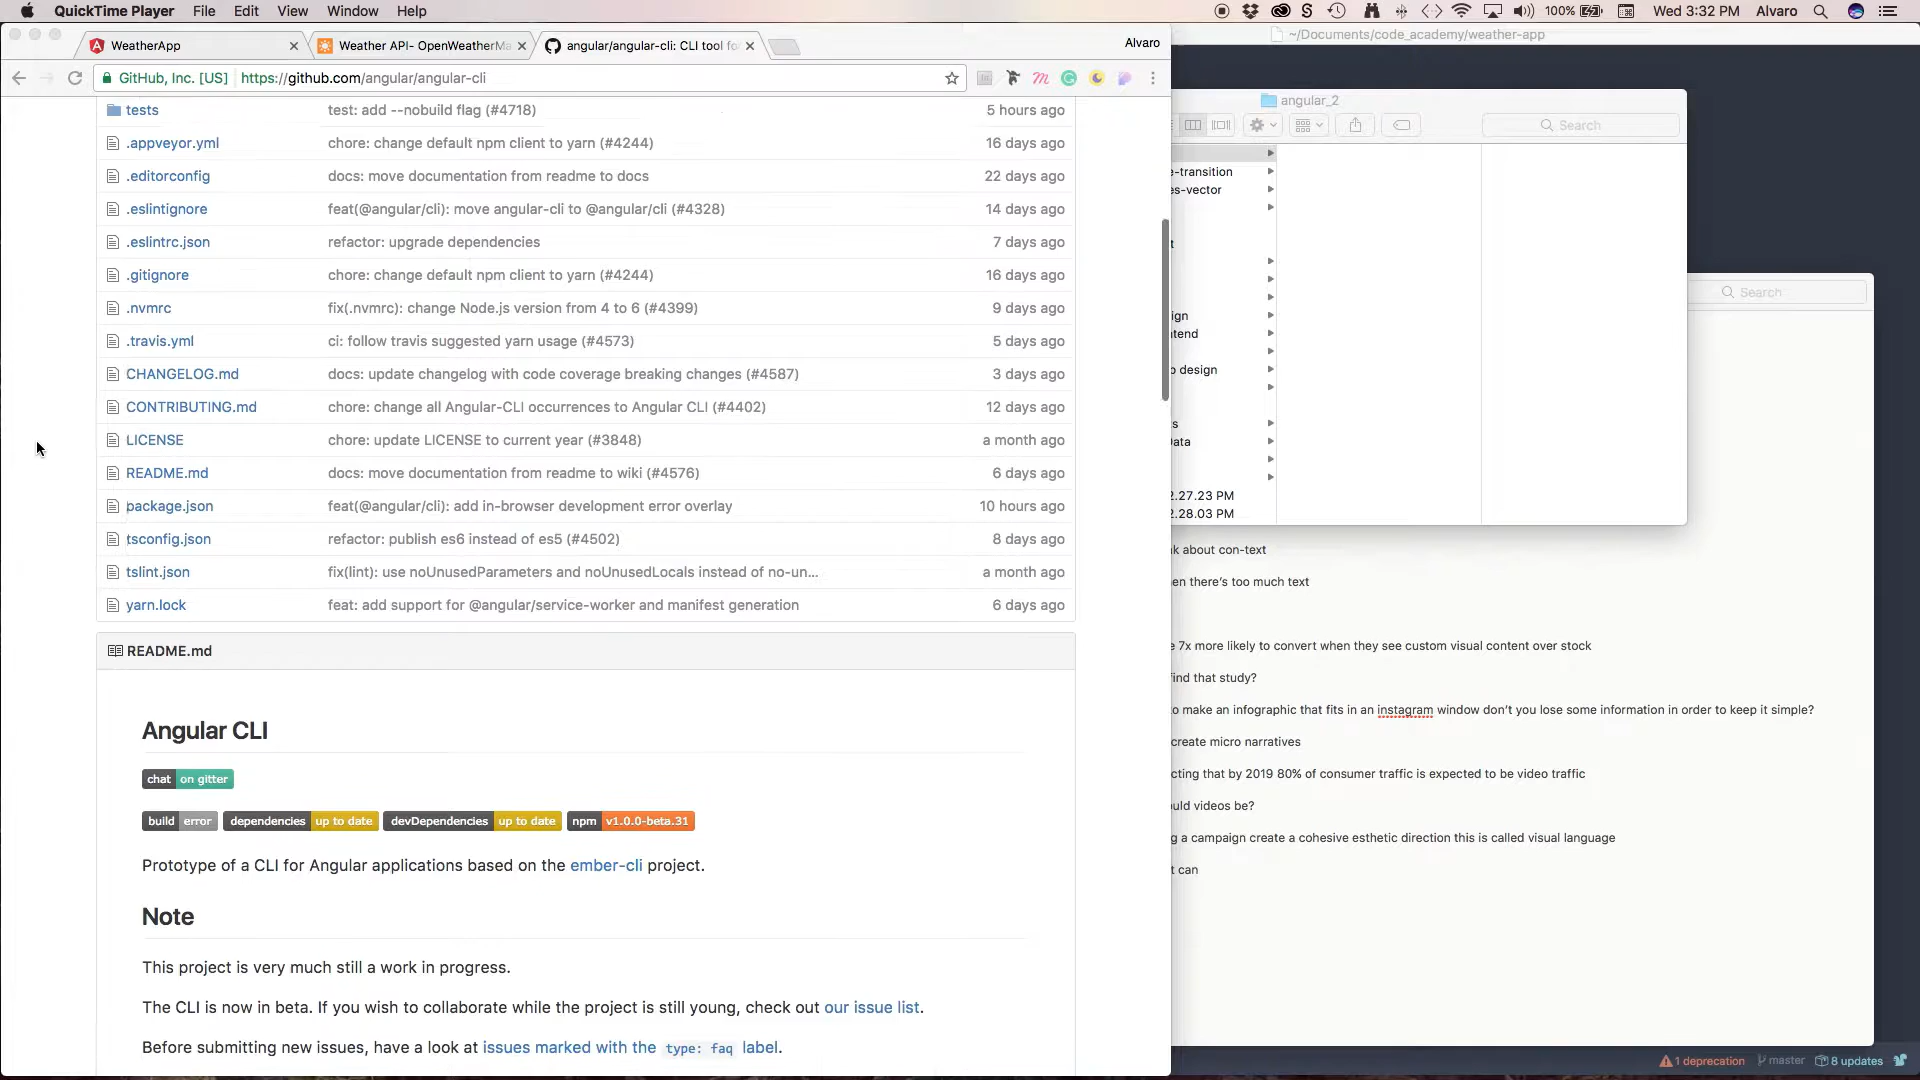 QuickTime Player File Edit View Window Help
100% Wed 3:32 PM Alvaro
WeatherApp
Weather API- OpenWeatherMa
angular/angular-cli: CLI tool fo
Alvaro
~/Documents/code_academy/weather-app
GitHub, Inc. [US] https://github.com/angular/angular-cli
tests test: add --nobuild flag (#4718) 5 hours ago
.appveyor.yml chore: change default npm client to yarn (#4244) 16 days ago
.editorconfig docs: move documentation from readme to docs 22 days ago
.eslintignore feat(@angular/cli): move angular-cli to @angular/cli (#4328) 14 days ago
.eslintrc.json refactor: upgrade dependencies 7 days ago
.gitignore chore: change default npm client to yarn (#4244) 16 days ago
.nvmrc fix(.nvmrc): change Node.js version from 4 to 6 (#4399) 9 days ago
.travis.yml ci: follow travis suggested yarn usage (#4573) 5 days ago
CHANGELOG.md docs: update changelog with code coverage breaking changes (#4587) 3 days ago
CONTRIBUTING.md chore: change all Angular-CLI occurrences to Angular CLI (#4402) 12 days ago
LICENSE chore: update LICENSE to current year (#3848) a month ago
README.md docs: move documentation from readme to wiki (#4576) 6 days ago
package.json feat(@angular/cli): add in-browser development error overlay 10 hours ago
tsconfig.json refactor: publish es6 instead of es5 (#4502) 8 days ago
tslint.json fix(lint): use noUnusedParameters and noUnusedLocals instead of no-un... a month ago
yarn.lock feat: add support for @angular/service-worker and manifest generation 6 days ago
README.md
Angular CLI
chat on gitter
build error dependencies up to date devDependencies up to date npm v1.0.0-beta.31
Prototype of a CLI for Angular applications based on the ember-cli project.
Note
This project is very much still a work in progress.
The CLI is now in beta. If you wish to collaborate while the project is still young, check out our issue list.
Before submitting new issues, have a look at issues marked with the type: faq label.
angular_2
Search
e-transition
es-vector
t
ign
tend
o design
s
Data
2.27.23 PM
2.28.03 PM
Search
k about con-text
en there's too much text
e 7x more likely to convert when they see custom visual content over stock
find that study?
o make an infographic that fits in an instagram window don't you lose some information in order to keep it simple?
create micro narratives
cting that by 2019 80% of consumer traffic is expected to be video traffic
uld videos be?
g a campaign create a cohesive esthetic direction this is called visual language
t can
1 deprecation master 8 updates